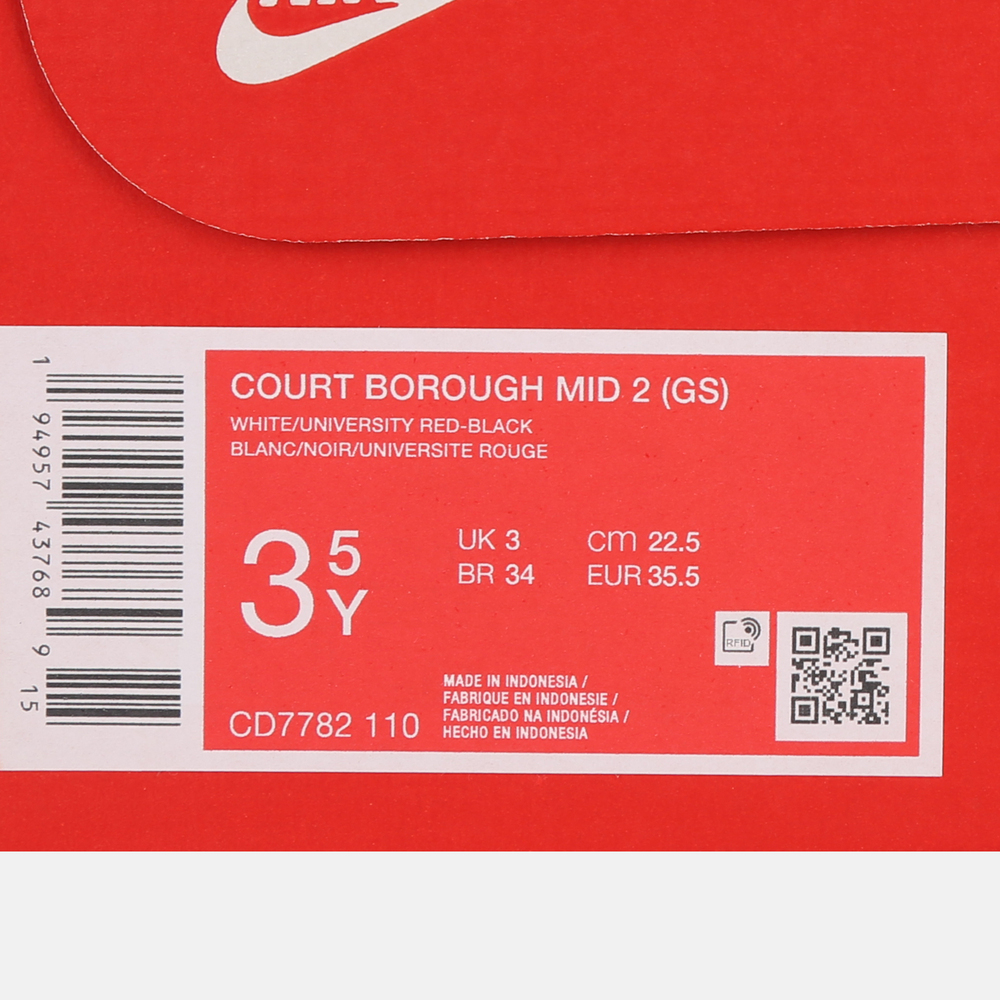 COURT BOROUGH MID 2 (GS)
WHITE/UNIVERSITY RED-BLACK
BLANC/NOIR/UNIVERSITE ROUGE
3 5 Y
UK 3 cm 22.5
BR 34 EUR 35.5
RFID
MADE IN INDONESIA /
FABRIQUE EN INDONESIE /
FABRICADO NA INDONÉSIA /
HECHO EN INDONESIA
CD7782 110
1 94957 43768 9 15